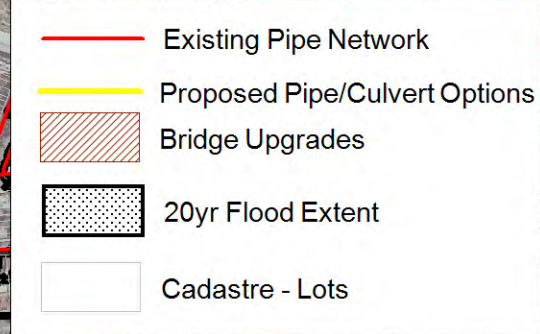 Existing Pipe Network
Proposed Pipe/Culvert Options
Bridge Upgrades
20yr Flood Extent
Cadastre - Lots